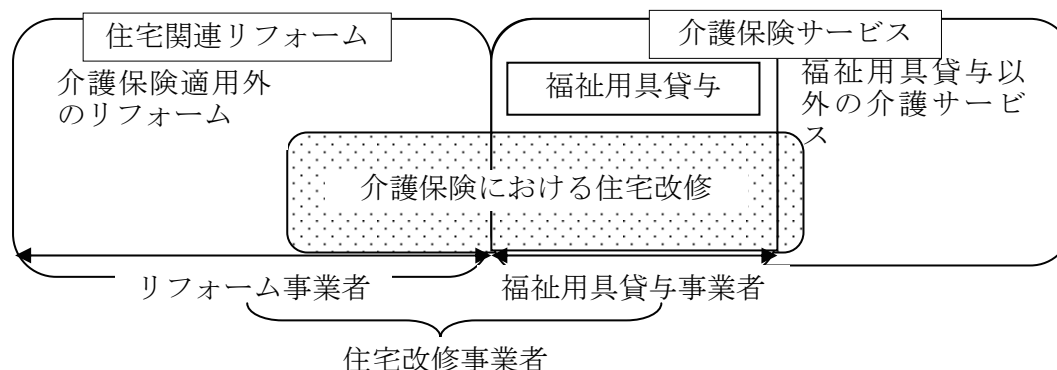 住宅関連リフォーム
介護保険サービス
介護保険適用外
のリフォーム
福祉用具貸与
福祉用具貸与以
外の介護サービ
ス
介護保険における住宅改修
リフォーム事業者
福祉用具貸与事業者
住宅改修事業者